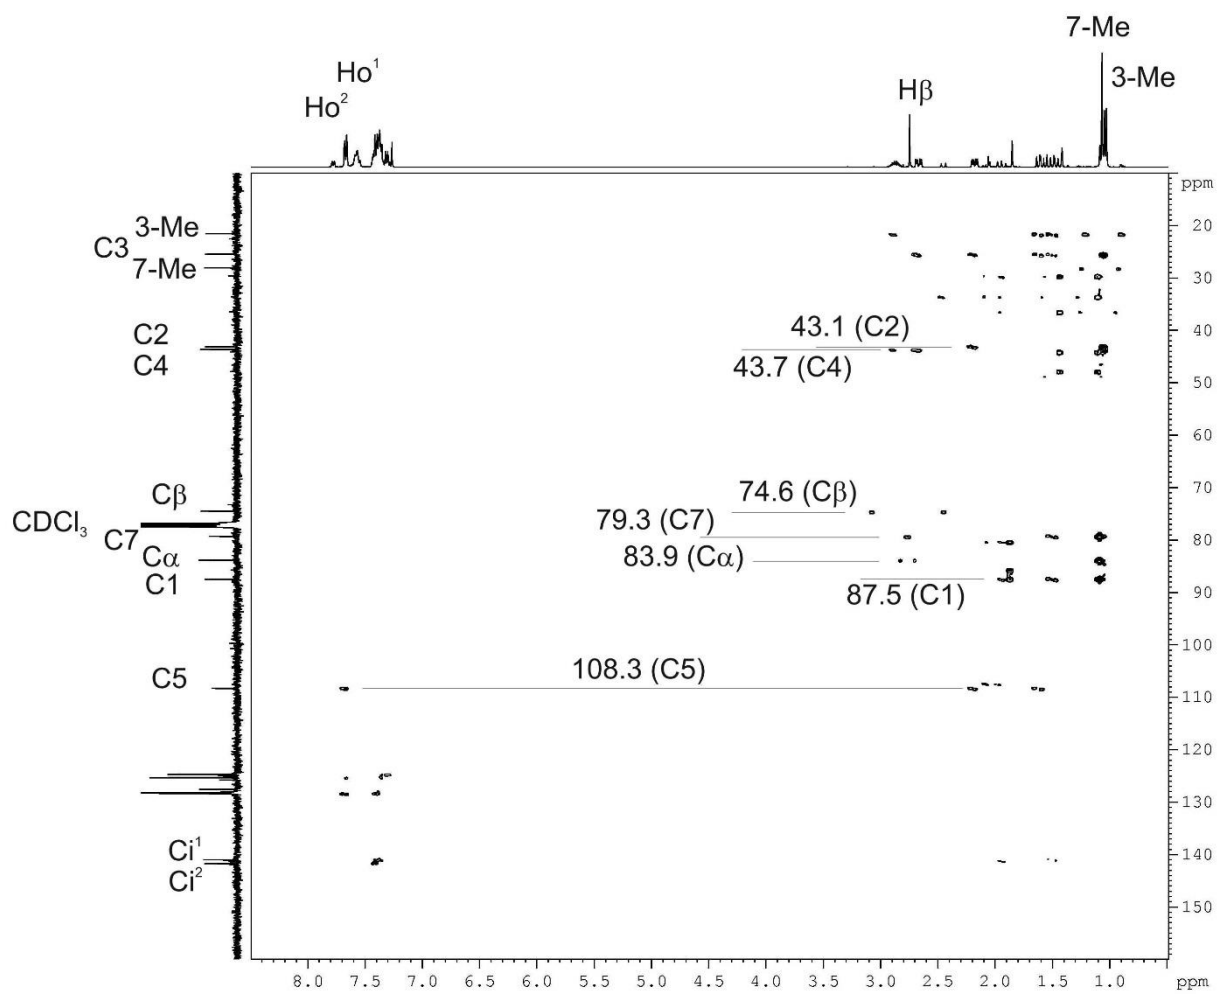 7-Me
3-Me
Ho¹
Ho²
Hβ
ppm
3-Me
C3
7-Me
C2
C4
Cβ
CDCl₃
C7
Cα
C1
C5
Ci¹
Ci²
43.1 (C2)
43.7 (C4)
74.6 (Cβ)
79.3 (C7)
83.9 (Cα)
87.5 (C1)
108.3 (C5)
20
30
40
50
60
70
80
90
100
110
120
130
140
150
8.0 7.5 7.0 6.5 6.0 5.5 5.0 4.5 4.0 3.5 3.0 2.5 2.0 1.5 1.0 ppm